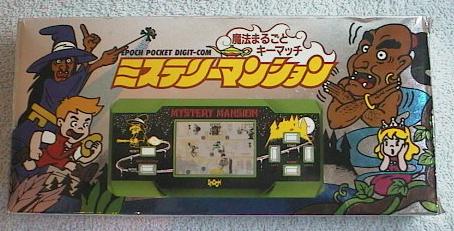 魔法まるごと
EPOCH POCKET DIGIT-COM
キーマッチ
ミステリーマンション
MYSTERY MANSION
EPOCH